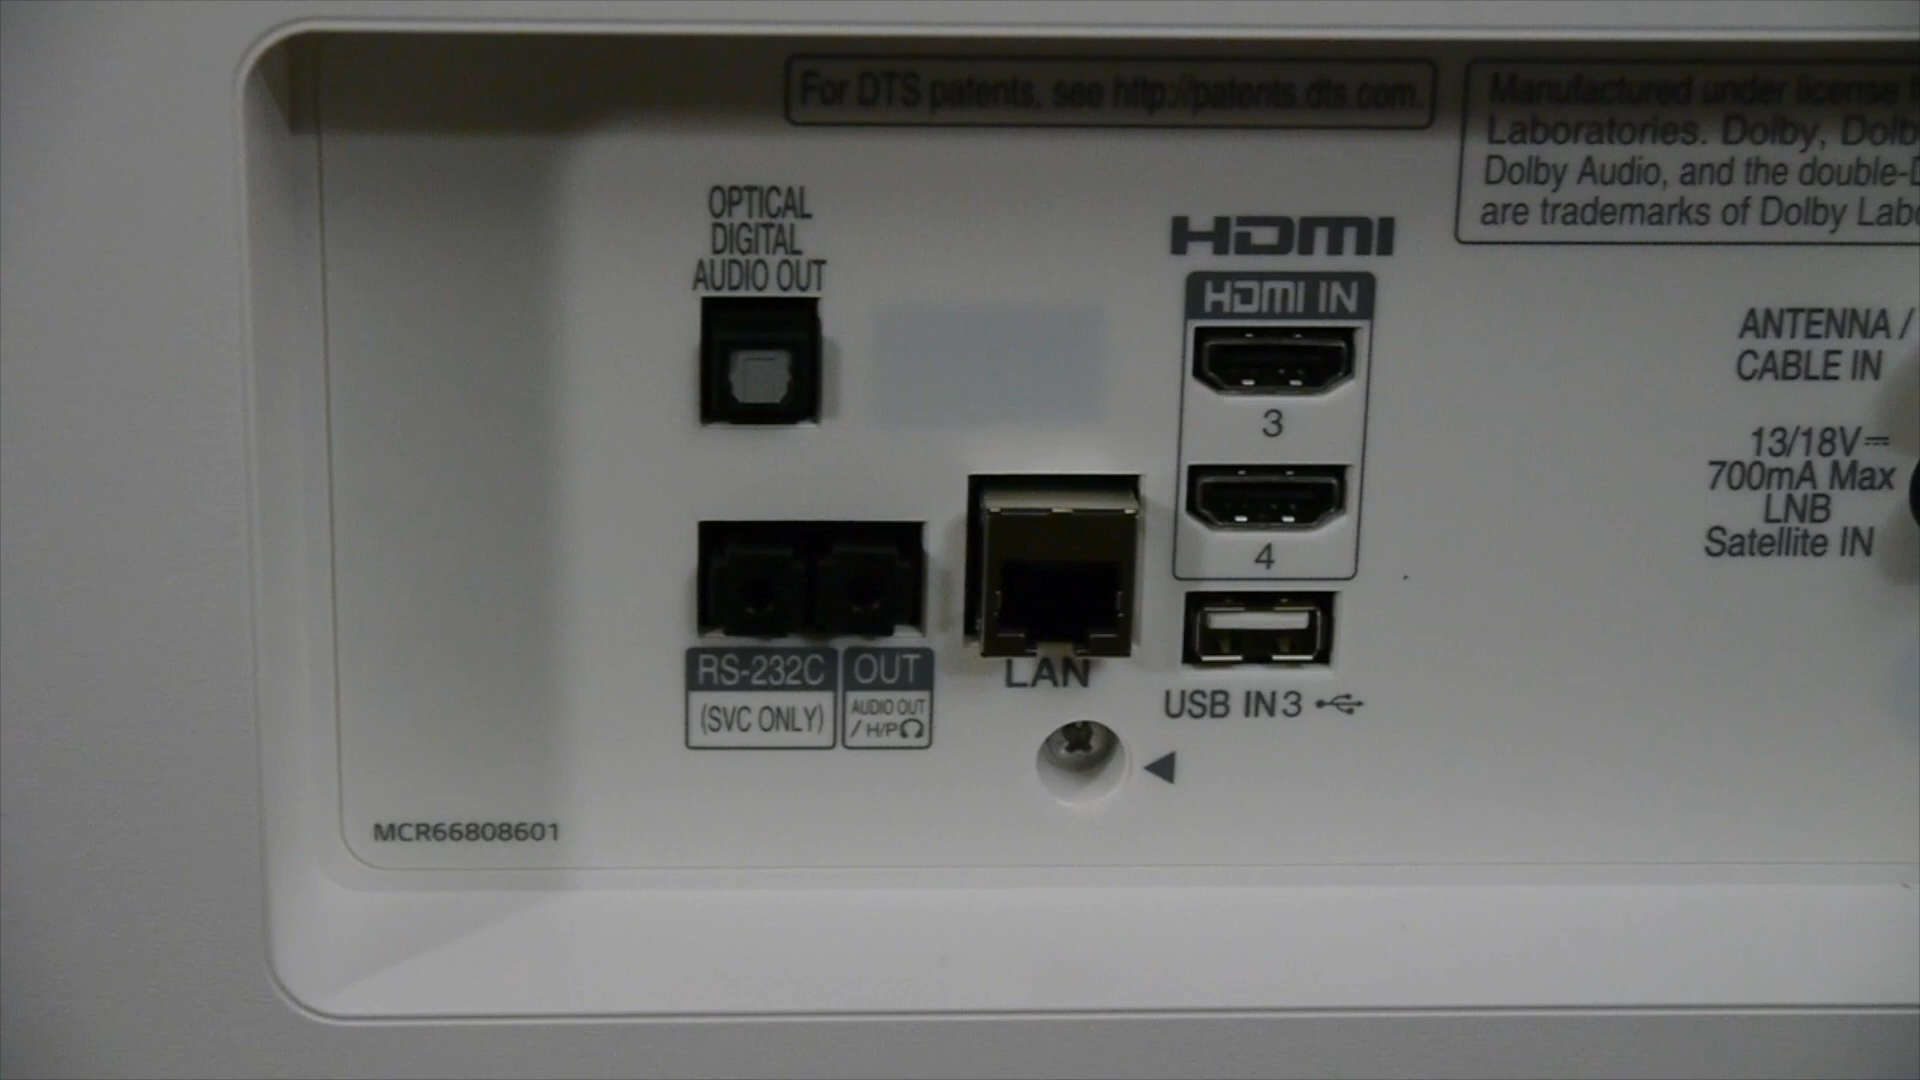 For DTS patents, see http://patents.dts.com.
Manufactured under license
Laboratories. Dolby,
Dolby Audio, and the double-D
are trademarks of Dolby
OPTICAL
DIGITAL
AUDIO OUT
HDMI
HDMI IN
3
4
ANTENNA /
CABLE IN
13/18V⎓
700mA Max
LNB
Satellite IN
RS-232C
(SVC ONLY)
OUT
AUDIO OUT
/ H/P
LAN
USB IN3
MCR66808601